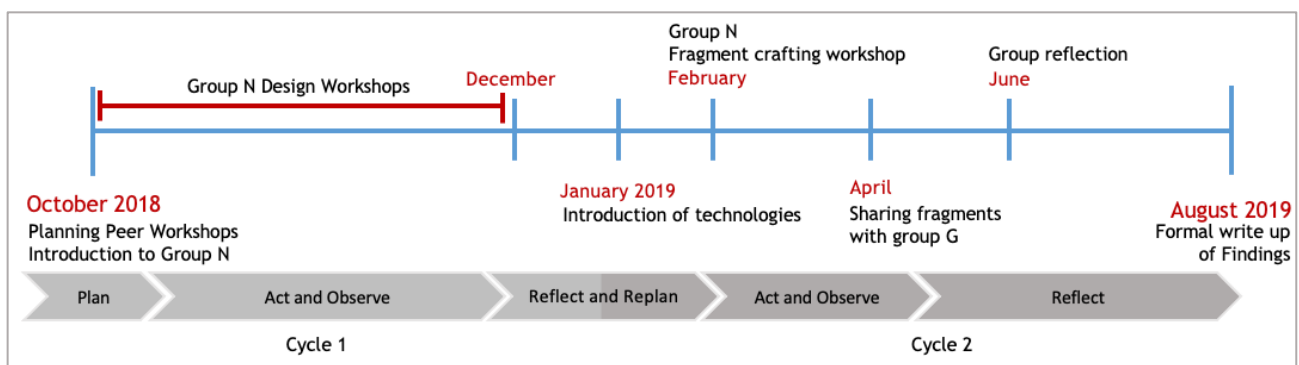 Group N
Fragment crafting workshop
February
Group reflection
June
Group N Design Workshops
December
October 2018
Planning Peer Workshops
Introduction to Group N
January 2019
Introduction of technologies
April
Sharing fragments
with group G
August 2019
Formal write up
of Findings
Plan
Act and Observe
Reflect and Replan
Act and Observe
Reflect
Cycle 1
Cycle 2